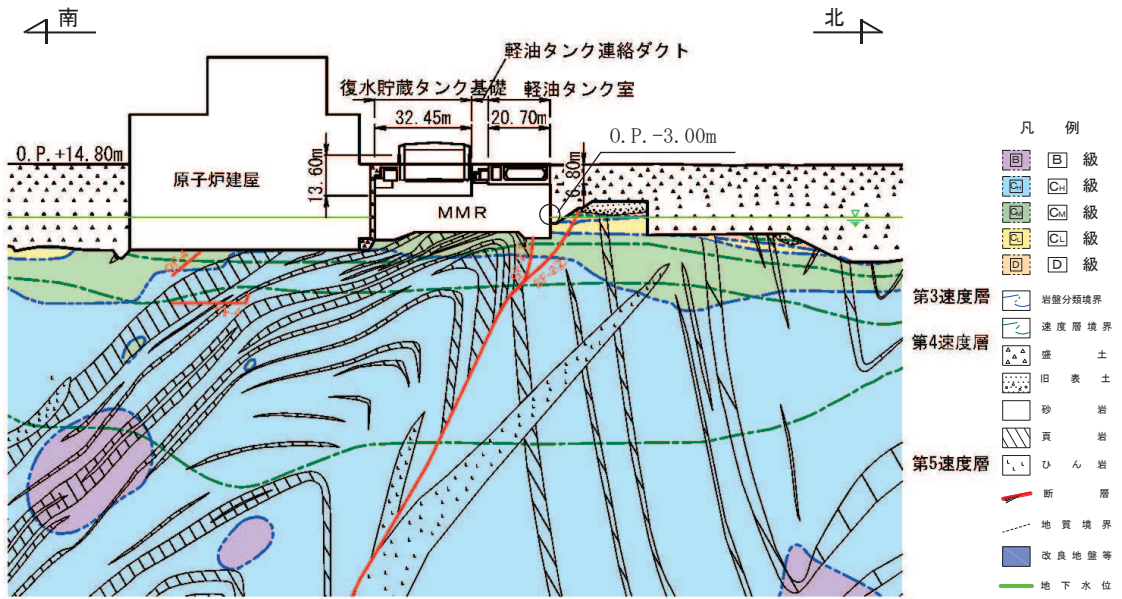 南
北
軽油タンク連絡ダクト
復水貯蔵タンク基礎
軽油タンク室
32.45m
20.70m
O.P.-3.00m
O.P.+14.80m
原子炉建屋
13.60m
6.80m
MMR
凡 例
B B 級
CH CH 級
CM CM 級
CL CL 級
D D 級
第3速度層
岩盤分類境界
第4速度層
速度層境界
盛 土
旧 表 土
砂 岩
頁 岩
第5速度層
ひ ん 岩
断 層
地 質 境 界
改 良 地 盤 等
地 下 水 位